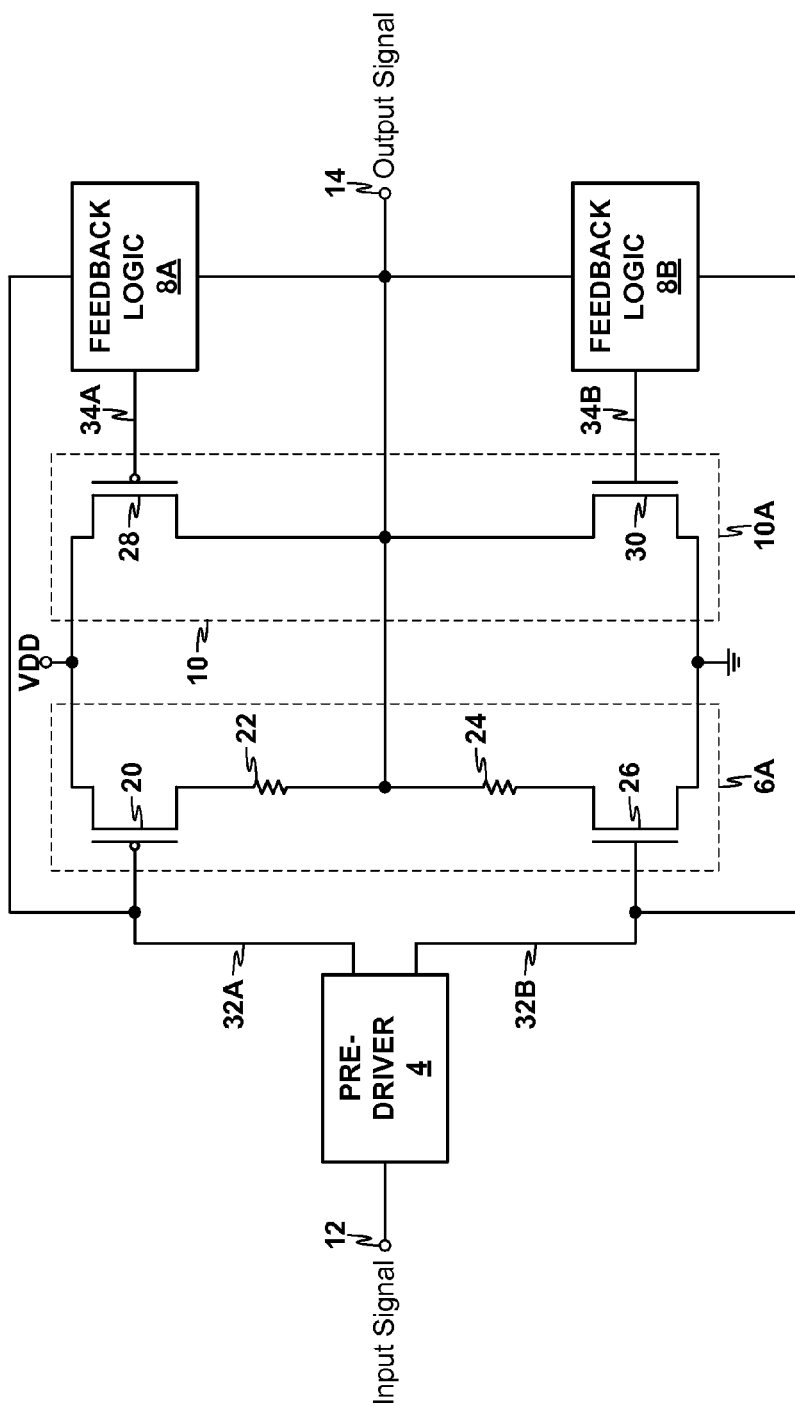 Input Signal
12
PRE-
DRIVER
4
32A
32B
VDD
20
22
24
26
6A
10
28
30
10A
34A
34B
FEEDBACK
LOGIC
8A
FEEDBACK
LOGIC
8B
14
Output Signal